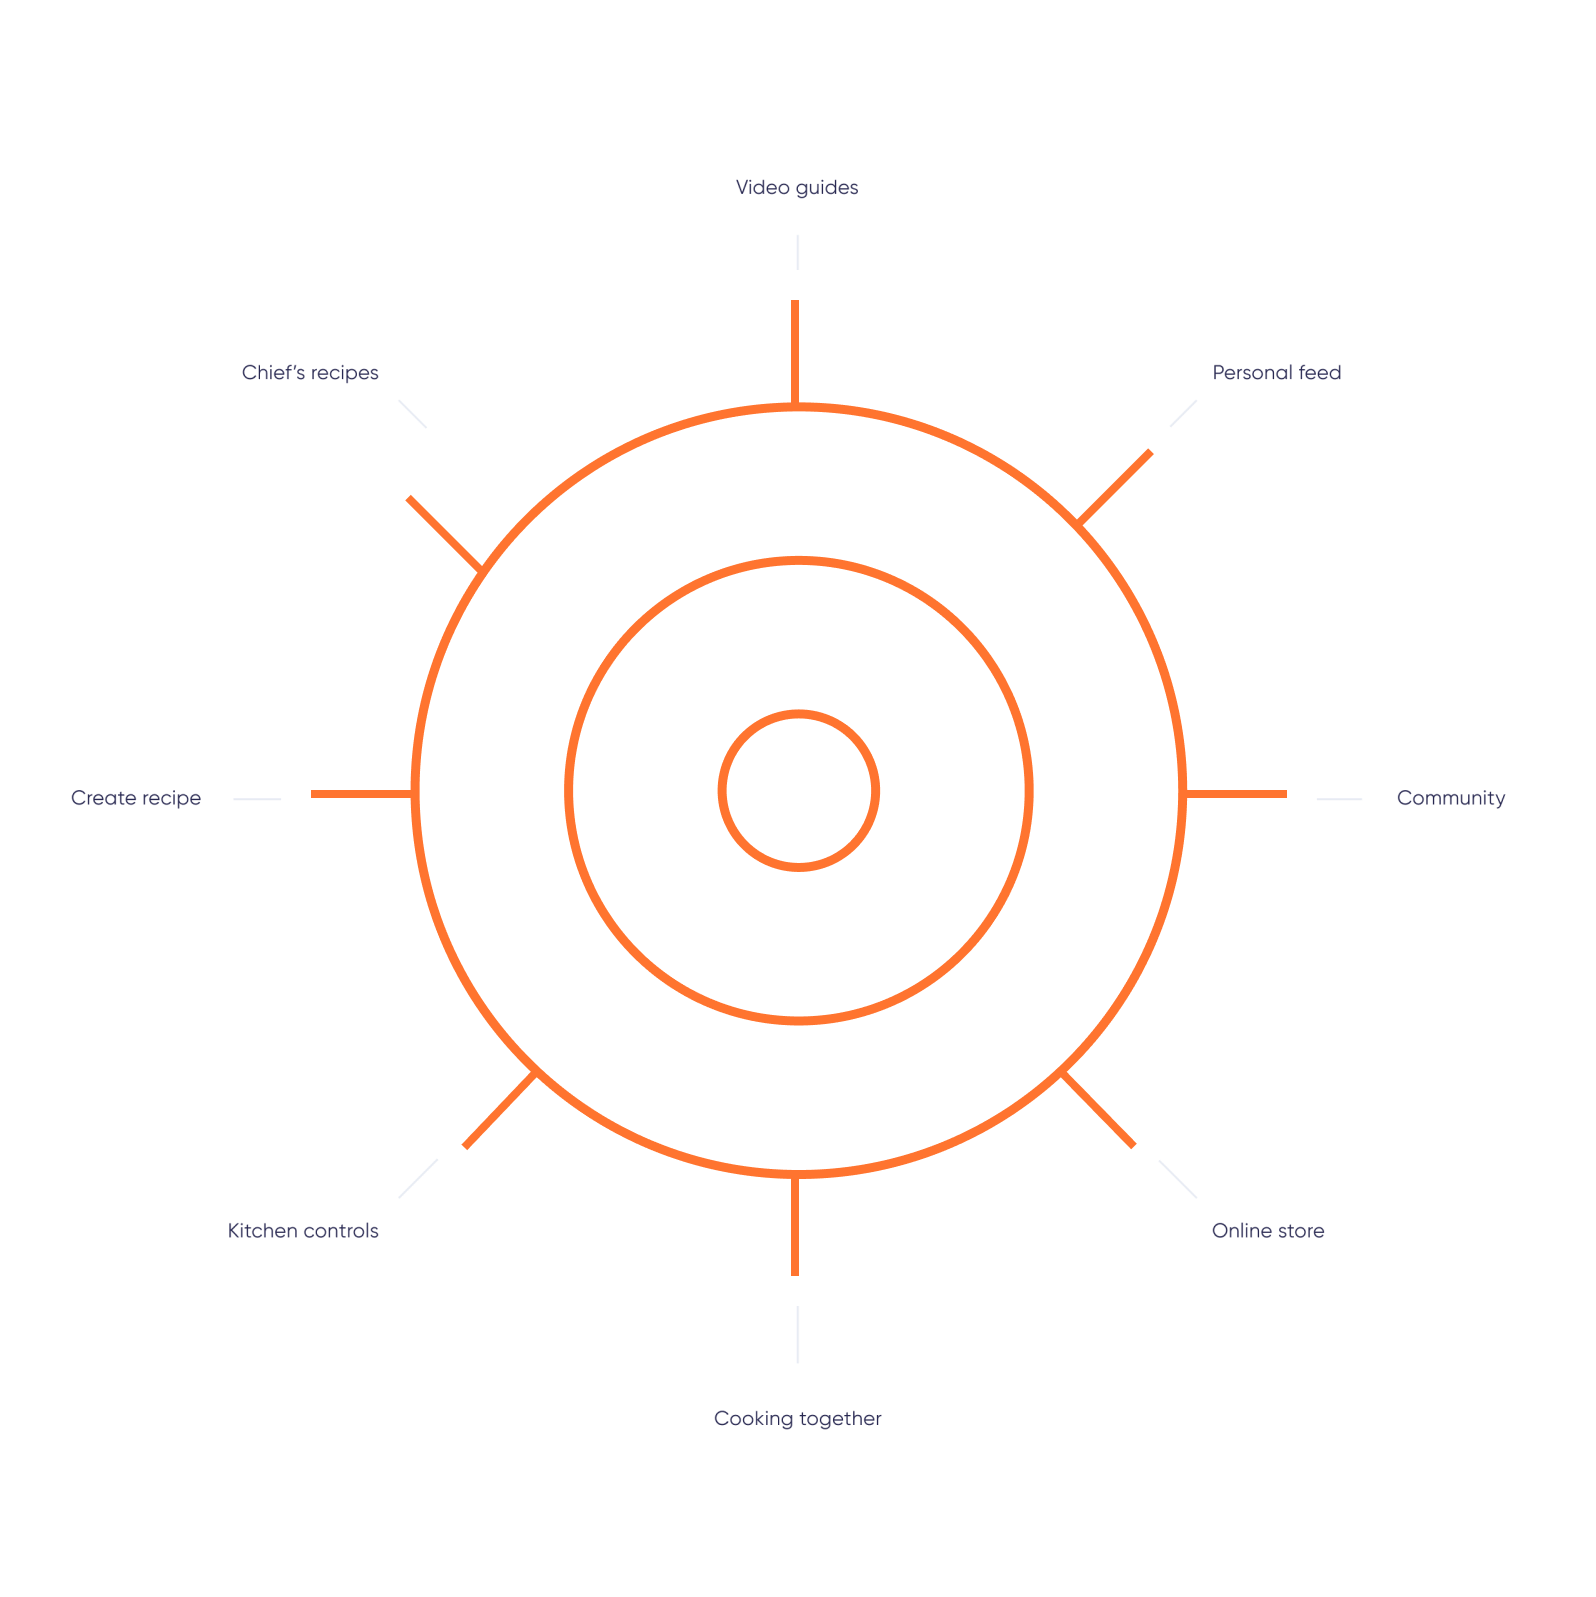 Video guides
Chief’s recipes
Personal feed
Create recipe
Community
Kitchen controls
Online store
Cooking together